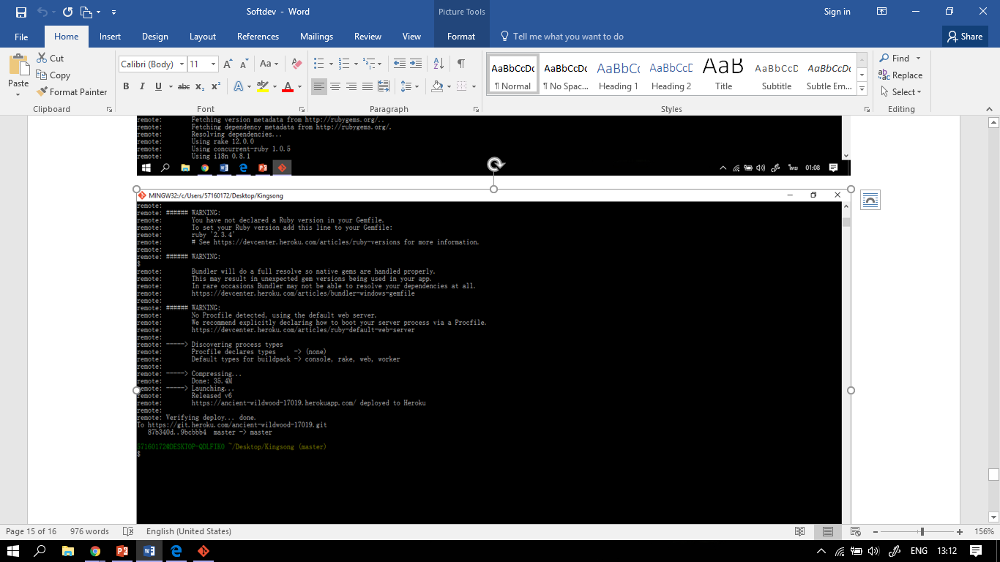 Softdev - Word
Picture Tools
Sign in
File
Home
Insert
Design
Layout
References
Mailings
Review
View
Format
Tell me what you want to do
Share
Paste
Cut
Copy
Format Painter
Clipboard
Calibri (Body)
11
Font
Paragraph
AaBbCcDc
¶ Normal
AaBbCcDc
¶ No Spac...
AaBbCc
Heading 1
AaBbCcD
Heading 2
AaB
Title
AaBbCcD
Subtitle
AaBbCcDc
Subtle Em...
Styles
Find
Replace
Select
Editing
remote: Fetching version metadata from http://rubygems.org/..
remote: Fetching dependency metadata from http://rubygems.org/.
remote: Resolving dependencies...
remote: Using rake 12.0.0
remote: Using concurrent-ruby 1.0.5
remote: Using i18n 0.8.1
ไทย
01:08
MINGW32:/c/Users/57160172/Desktop/Kingsong
remote:
remote: ###### WARNING:
remote: You have not declared a Ruby version in your Gemfile.
remote: To set your Ruby version add this line to your Gemfile:
remote: ruby '2.3.4'
remote: # See https://devcenter.heroku.com/articles/ruby-versions for more information.
remote:
remote: ###### WARNING:
$
remote: Bundler will do a full resolve so native gems are handled properly.
remote: This may result in unexpected gem versions being used in your app.
remote: In rare occasions Bundler may not be able to resolve your dependencies at all.
remote: https://devcenter.heroku.com/articles/bundler-windows-gemfile
remote:
remote: ###### WARNING:
remote: No Procfile detected, using the default web server.
remote: We recommend explicitly declaring how to boot your server process via a Procfile.
remote: https://devcenter.heroku.com/articles/ruby-default-web-server
remote:
remote: -----> Discovering process types
remote: Procfile declares types -> (none)
remote: Default types for buildpack -> console, rake, web, worker
remote:
remote: -----> Compressing...
remote: Done: 35.4M
remote: -----> Launching...
remote: Released v6
remote: https://ancient-wildwood-17019.herokuapp.com/ deployed to Heroku
remote:
remote: Verifying deploy... done.
To https://git.heroku.com/ancient-wildwood-17019.git
87b340d..9bcbbb4 master -> master
57160172@DESKTOP-QDLFIKO ~/Desktop/Kingsong (master)
$
Page 15 of 16
976 words
English (United States)
156%
ENG
13:12